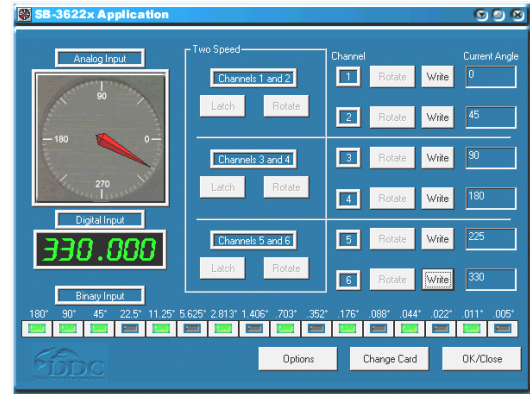 SB-3622x Application
Analog Input
90
180
0
270
Digital Input
330.000
Binary Input
Two Speed
Channels 1 and 2
Latch Rotate
Channels 3 and 4
Latch Rotate
Channels 5 and 6
Latch Rotate
Channel Current Angle
1 Rotate Write 0
2 Rotate Write 45
3 Rotate Write 90
4 Rotate Write 180
5 Rotate Write 225
6 Rotate Write 330
180° 90° 45° 22.5° 11.25° 5.625° 2.813° 1.406° .703° .352° .176° .088° .044° .022° .011° .005°
DDC
Options Change Card OK/Close